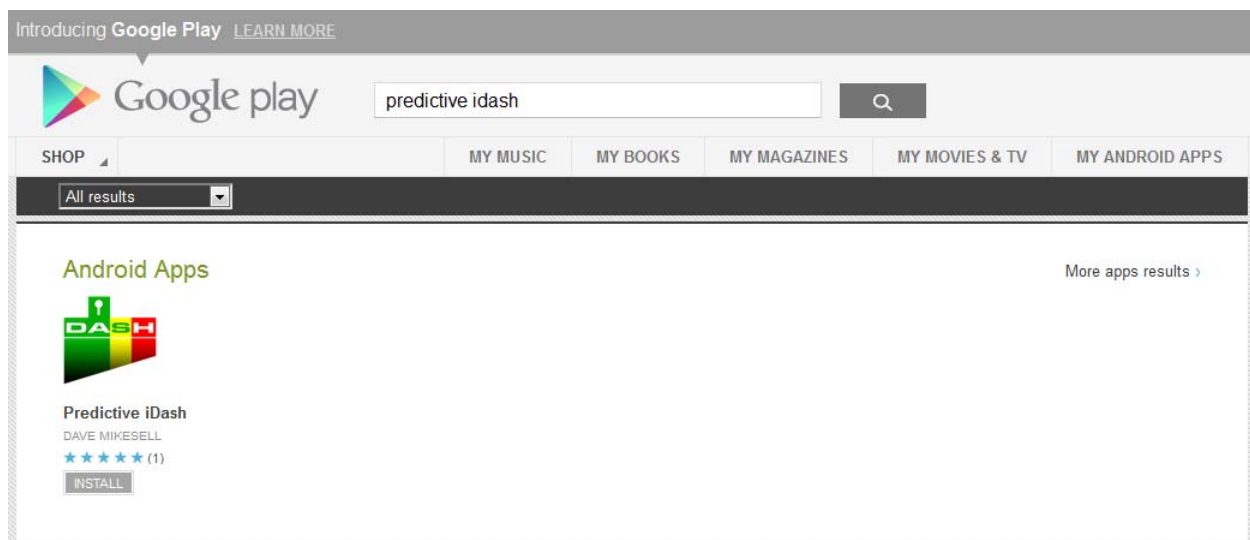 Introducing Google Play LEARN MORE
Google play
predictive idash
SHOP MY MUSIC MY BOOKS MY MAGAZINES MY MOVIES & TV MY ANDROID APPS
All results
Android Apps More apps results ›
i
DASH
Predictive iDash
DAVE MIKESELL
(1)
INSTALL